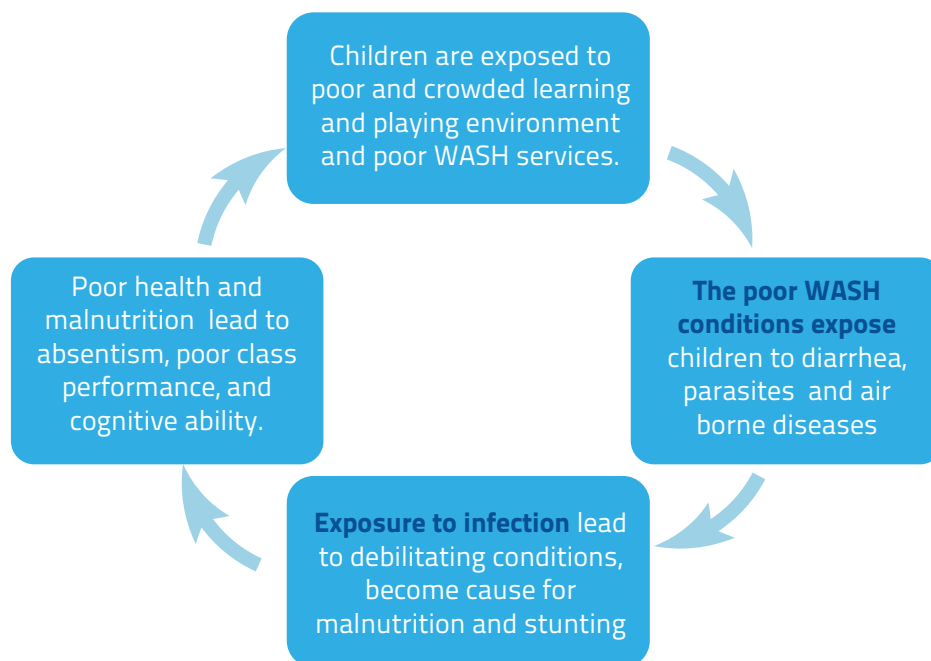 Children are exposed to
poor and crowded learning
and playing environment
and poor WASH services.
The poor WASH
conditions expose
children to diarrhea,
parasites and air
borne diseases
Exposure to infection lead
to debilitating conditions,
become cause for
malnutrition and stunting
Poor health and
malnutrition lead to
absentism, poor class
performance, and
cognitive ability.